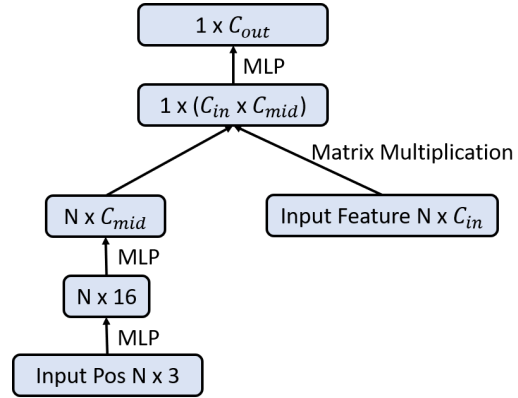 1 x C_out
MLP
1 x (C_in x C_mid)
Matrix Multiplication
N x C_mid
Input Feature N x C_in
MLP
N x 16
MLP
Input Pos N x 3